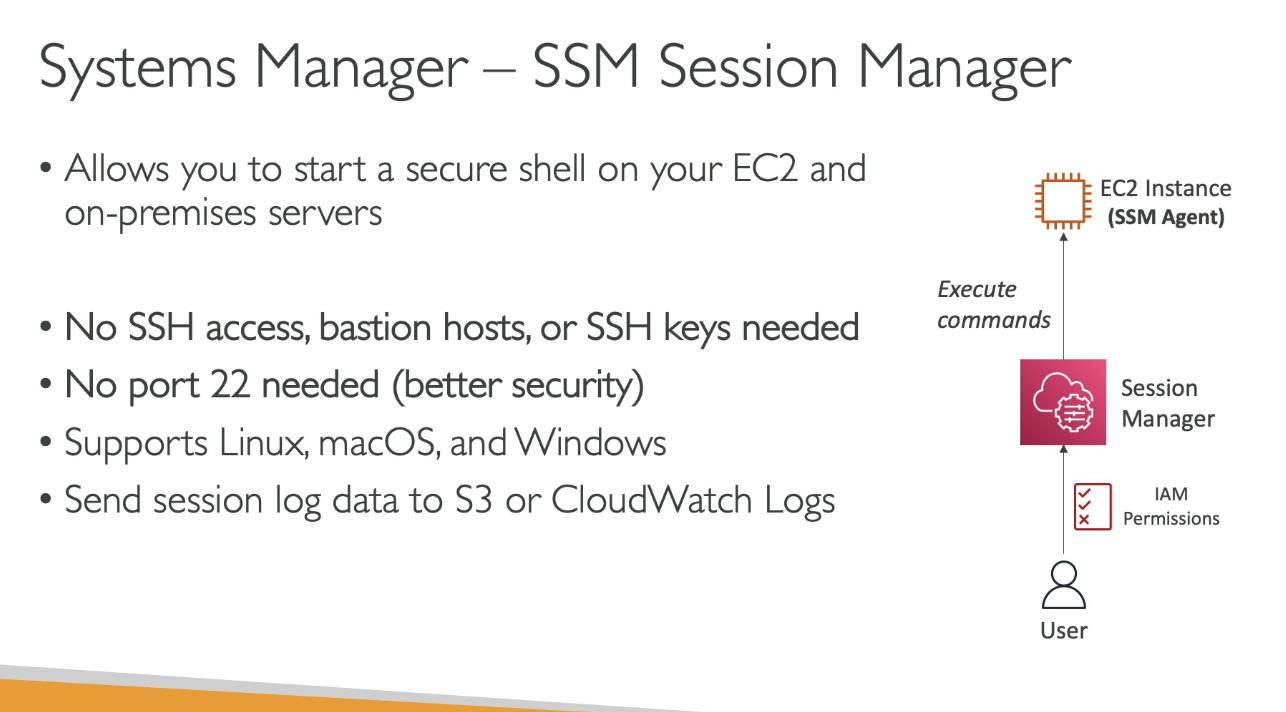 Systems Manager – SSM Session Manager
• Allows you to start a secure shell on your EC2 and
on-premises servers
• No SSH access, bastion hosts, or SSH keys needed
• No port 22 needed (better security)
• Supports Linux, macOS, and Windows
• Send session log data to S3 or CloudWatch Logs
EC2 Instance
(SSM Agent)
Execute
commands
Session
Manager
IAM
Permissions
User